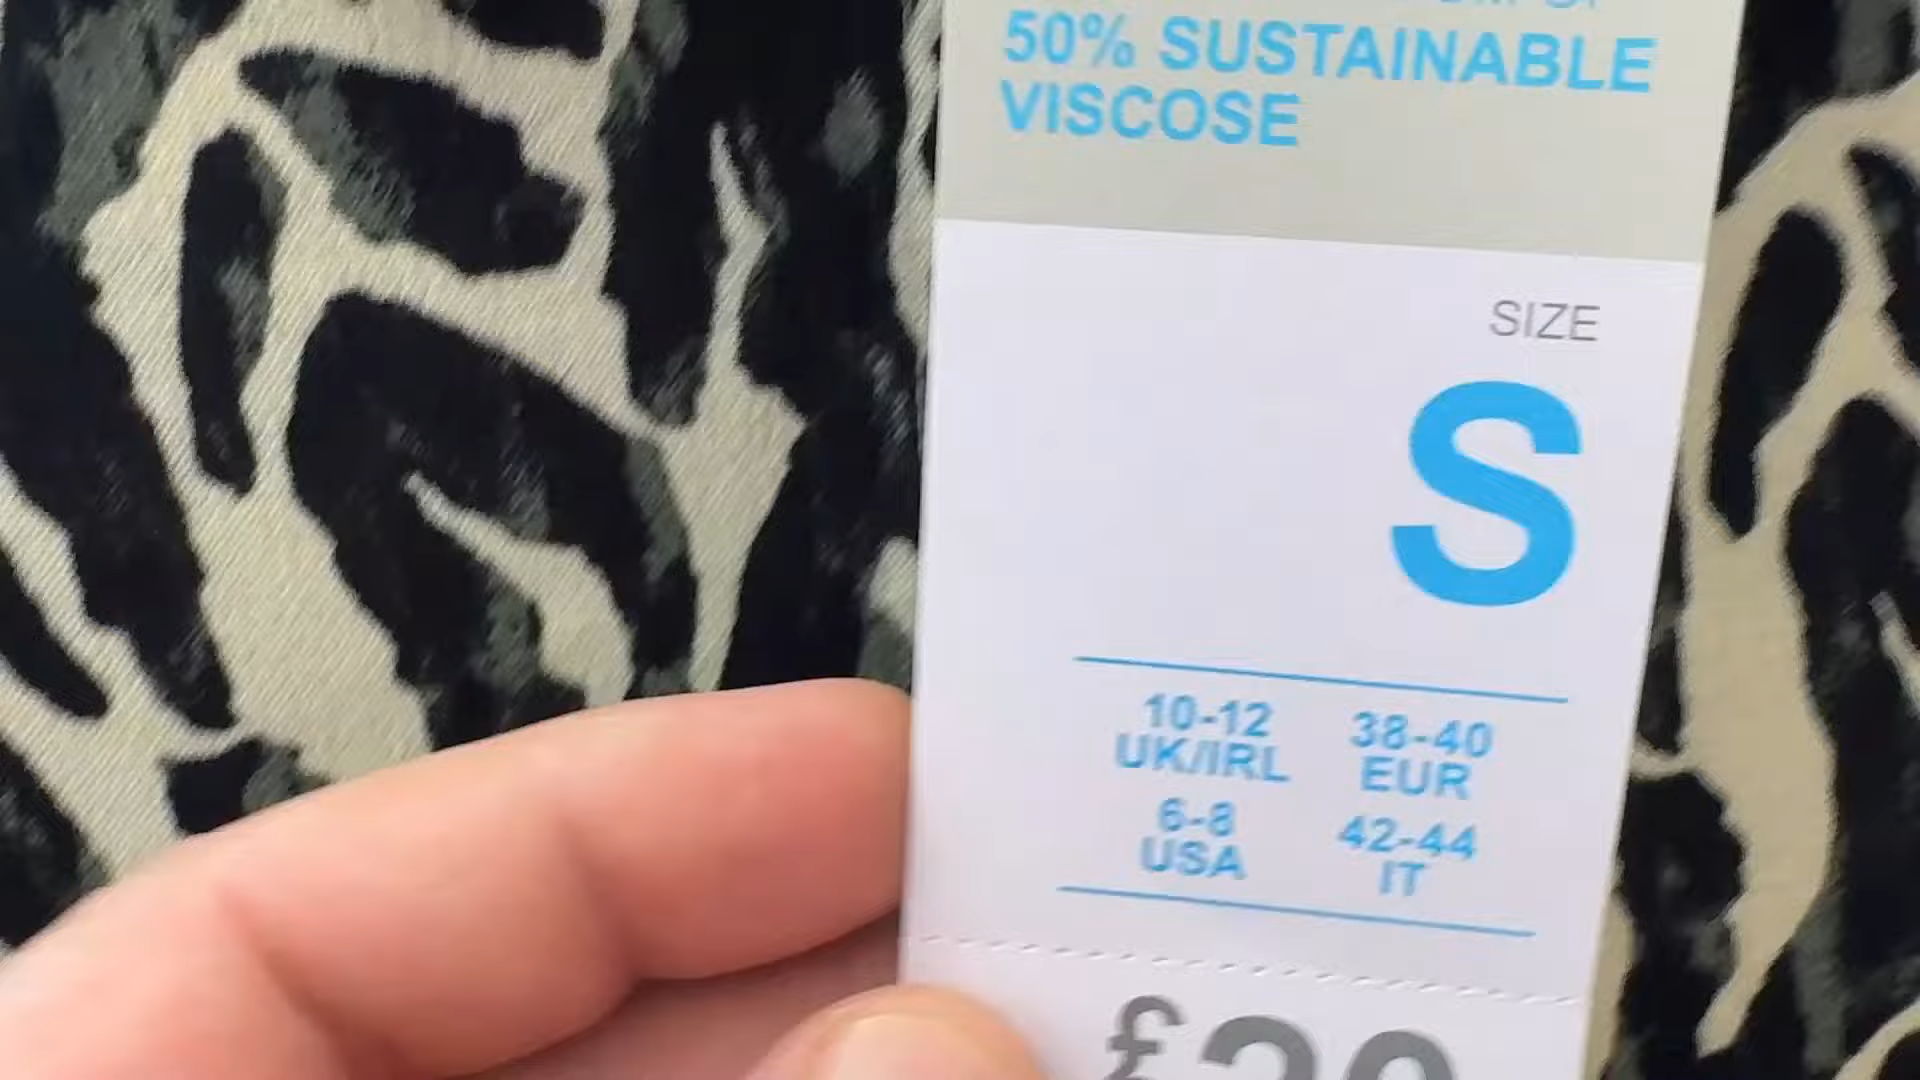 50% SUSTAINABLE
VISCOSE
SIZE
S
10-12
UK/IRL
38-40
EUR
6-8
USA
42-44
IT
£